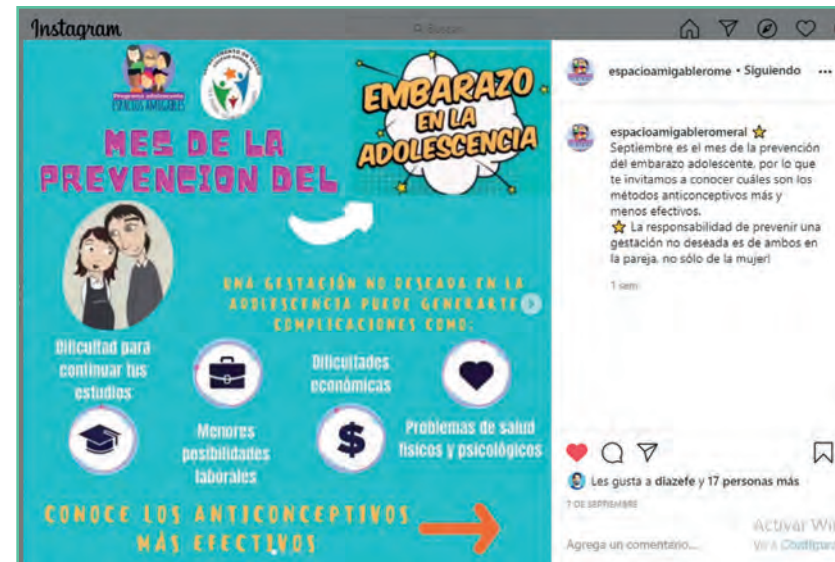 Instagram
Buscar
Programa adolescente
ESPACIOS AMIGABLES
EMBARAZO
EN LA
ADOLESCENCIA
MES DE LA
PREVENCION DEL
UNA GESTACIÓN NO DESEADA EN LA
ADOLESCENCIA PUEDE GENERARTE
COMPLICACIONES COMO:
Dificultad para
continuar tus
estudios
Menores
posibilidades
laborales
Dificultades
económicas
Problemas de salud
físicos y psicológicos
CONOCE LOS ANTICONCEPTIVOS
MÁS EFECTIVOS
espacioamigablerome • Siguiendo
espacioamigableromeral ⭐
Septiembre es el mes de la prevención
del embarazo adolescente, por lo que
te invitamos a conocer cuáles son los
métodos anticonceptivos más y
menos efectivos.
⭐ La responsabilidad de prevenir una
gestación no deseada es de ambos en
la pareja, no sólo de la mujer!
1 sem
Les gusta a diazefe y 17 personas más
7 DE SEPTIEMBRE
Agrega un comentario...
Activar Win
Ve a Configura